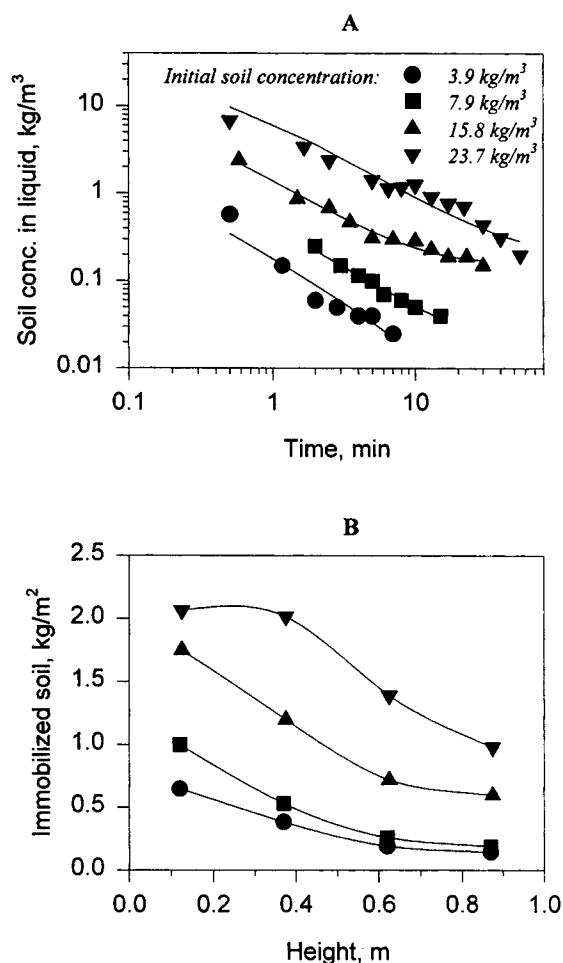 A
Initial soil concentration:
3.9 kg/m³
7.9 kg/m³
15.8 kg/m³
23.7 kg/m³
10
1
0.1
0.01
Soil conc. in liquid, kg/m³
0.1
1
10
Time, min
B
2.5
2.0
1.5
1.0
0.5
0.0
Immobilized soil, kg/m²
0.0
0.2
0.4
0.6
0.8
1.0
Height, m